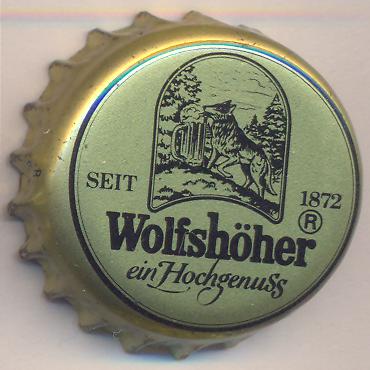 SEIT 1872
Wolfshöher ®
ein Hochgenuss